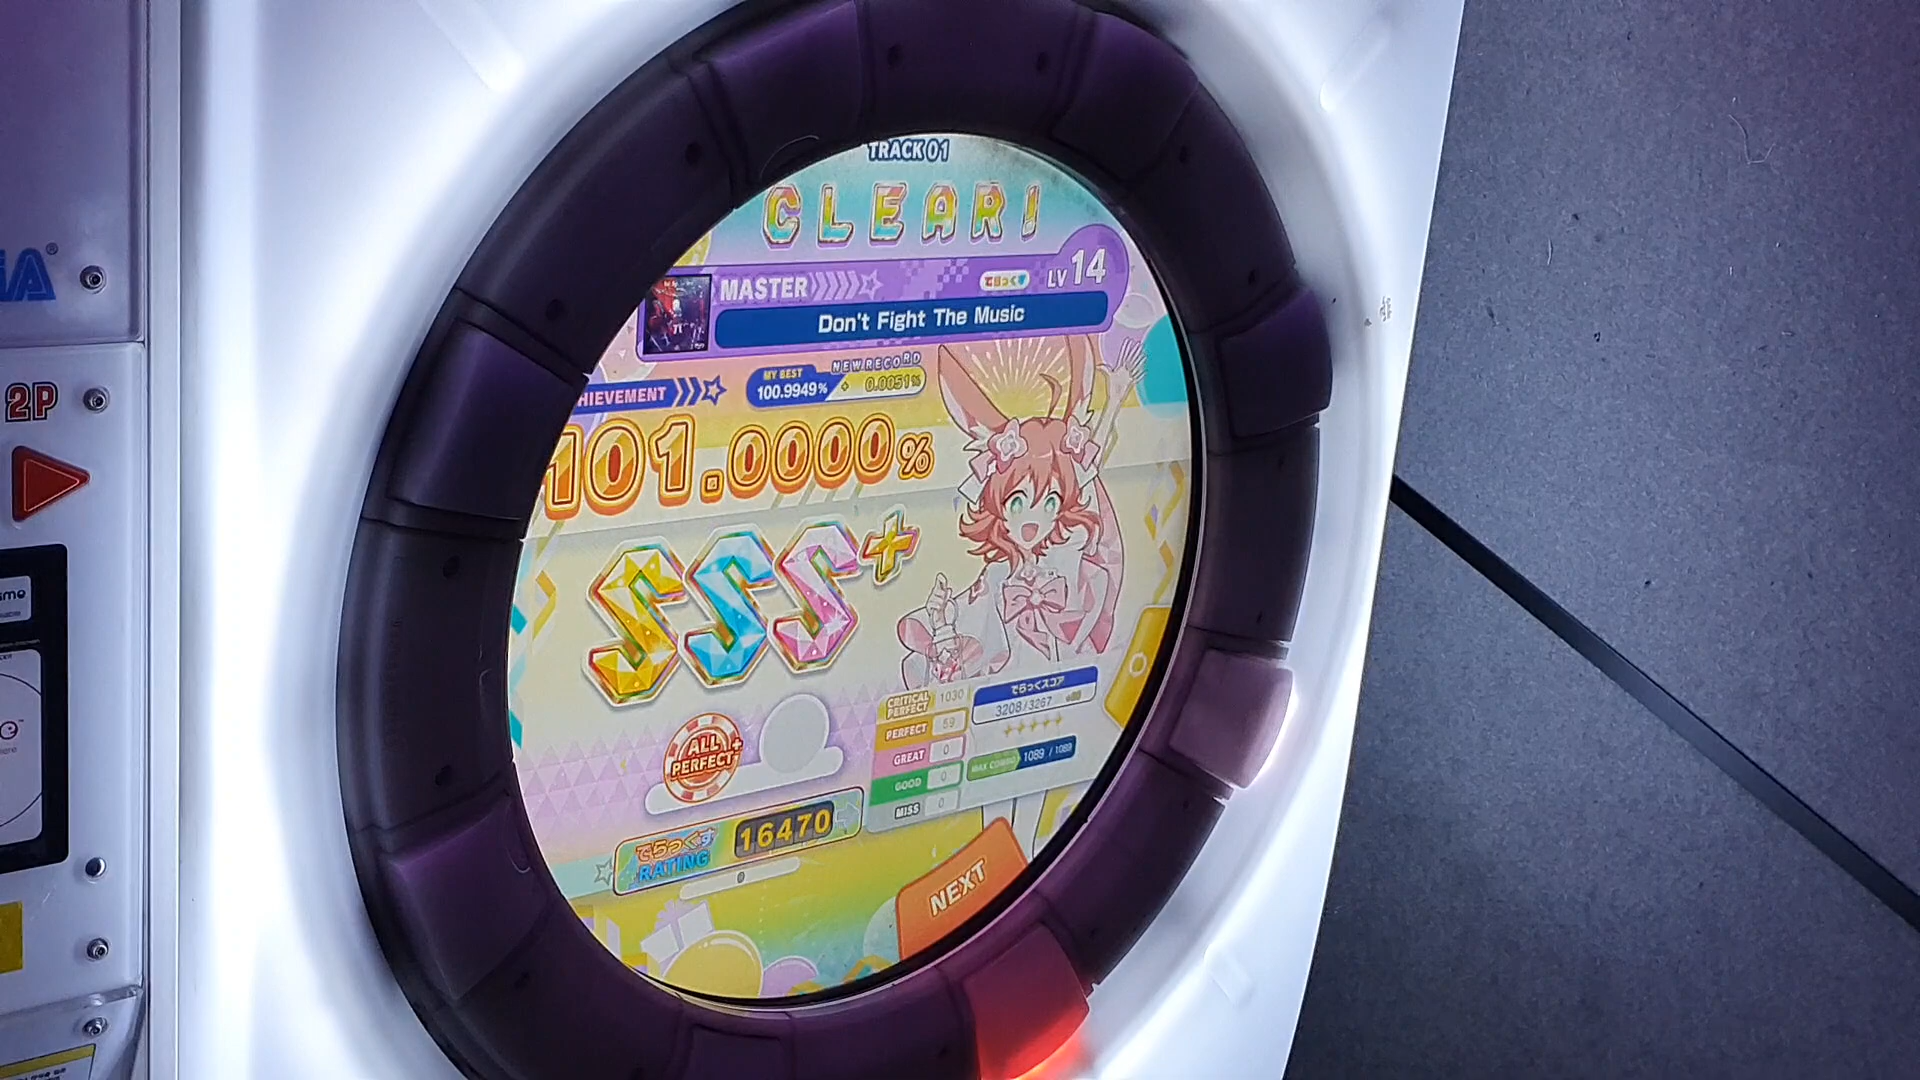 TRACK 01
CLEAR!
MASTER
でらっくす
LV 14
Don't Fight The Music
HIEVEMENT
MY BEST
100.9949%
NEW RECORD
+ 0.0051%
101.0000%
SSS+
CRITICAL PERFECT 1030
PERFECT 59
GREAT 0
GOOD 0
MISS 0
でらっくスコア
3208/3267
MAX COMBO 1089 / 1089
ALL PERFECT+
でらっくす RATING 16470
0
NEXT
2P